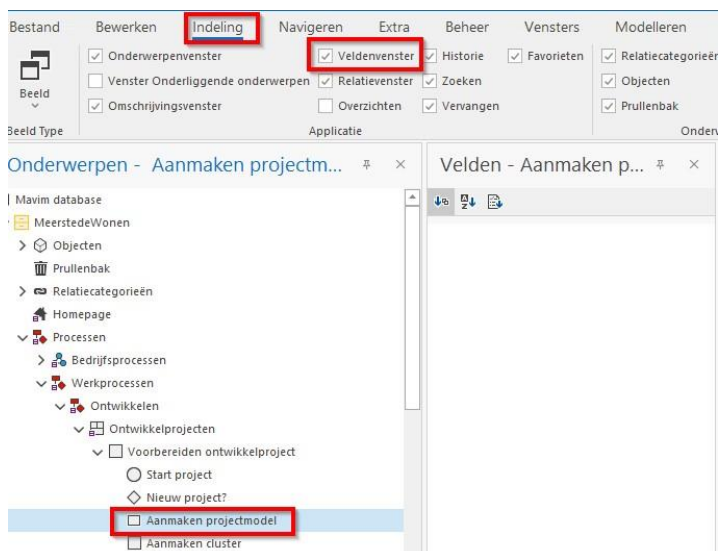 Bestand Bewerken Indeling Navigeren Extra Beheer Vensters Modelleren
Onderwerpenvenster Veldenvenster Historie Favorieten Relatiecategorieën
Beeld Venster Onderliggende onderwerpen Relatievenster Zoeken Objecten
Omschrijvingsvenster Overzichten Vervangen Prullenbak
Beeld Type Applicatie Onderw
Onderwerpen - Aanmaken projectm... Velden - Aanmaken p...
Mavim database
MeerstedeWonen
Objecten
Prullenbak
Relatiecategorieën
Homepage
Processen
Bedrijfsprocessen
Werkprocessen
Ontwikkelen
Ontwikkelprojecten
Voorbereiden ontwikkelproject
Start project
Nieuw project?
Aanmaken projectmodel
Aanmaken cluster